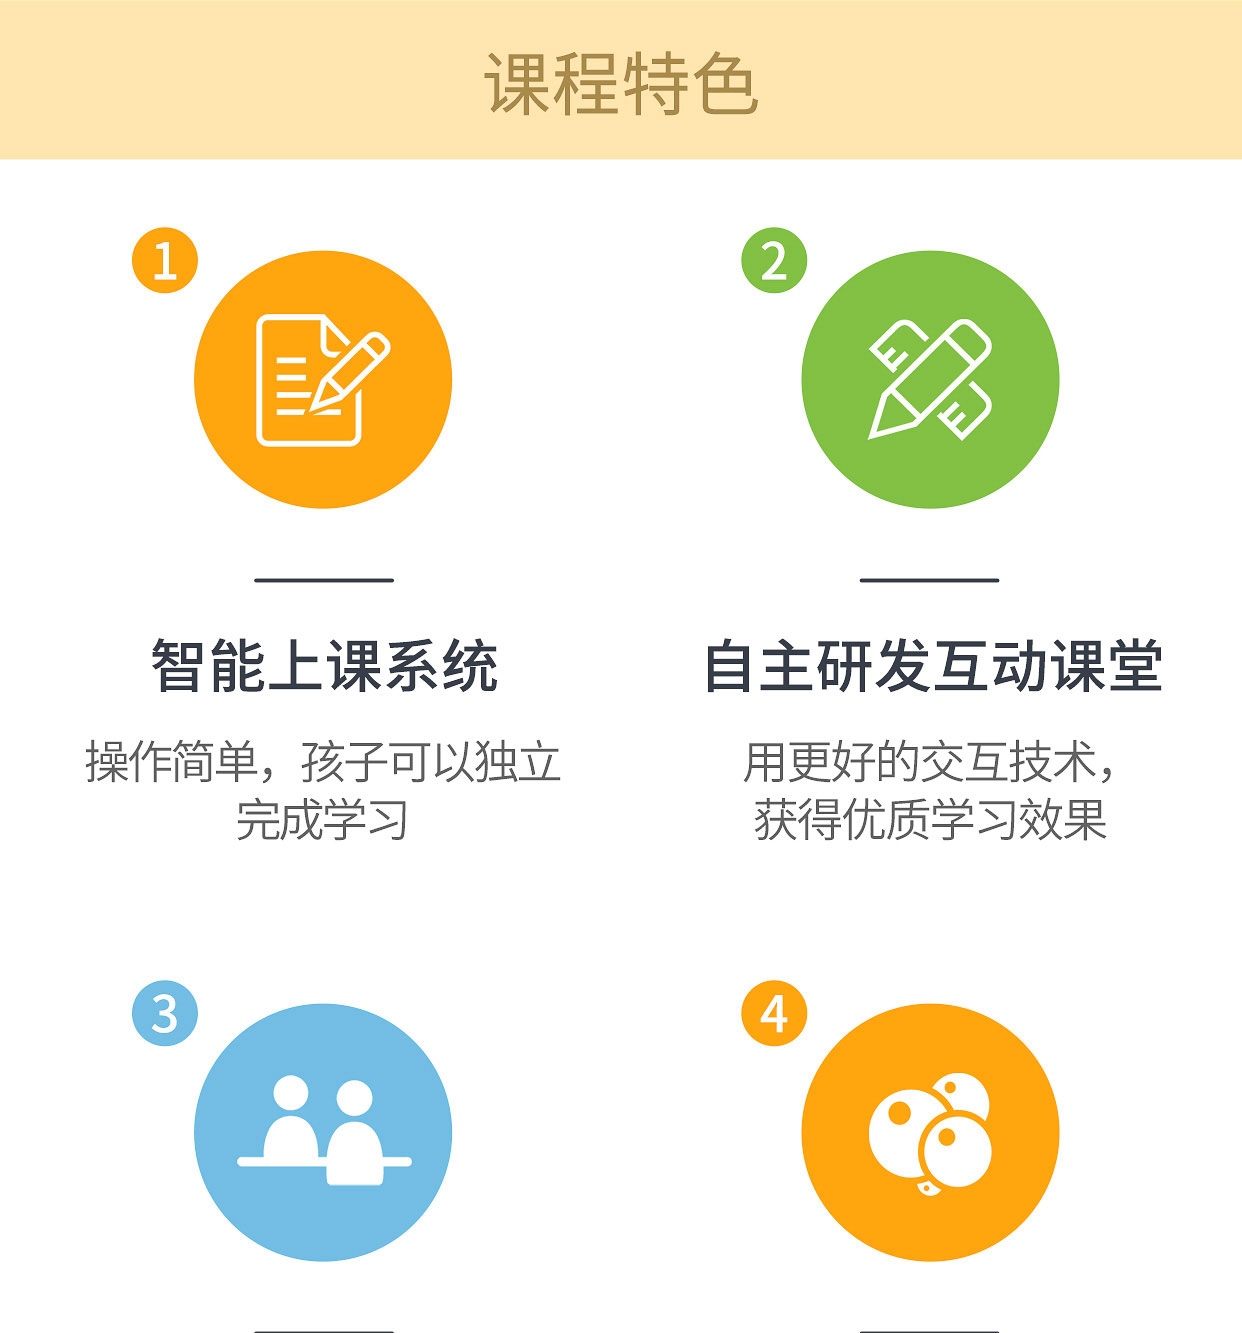 课程特色
1
智能上课系统
操作简单，孩子可以独立
完成学习
2
自主研发互动课堂
用更好的交互技术，
获得优质学习效果
3
4